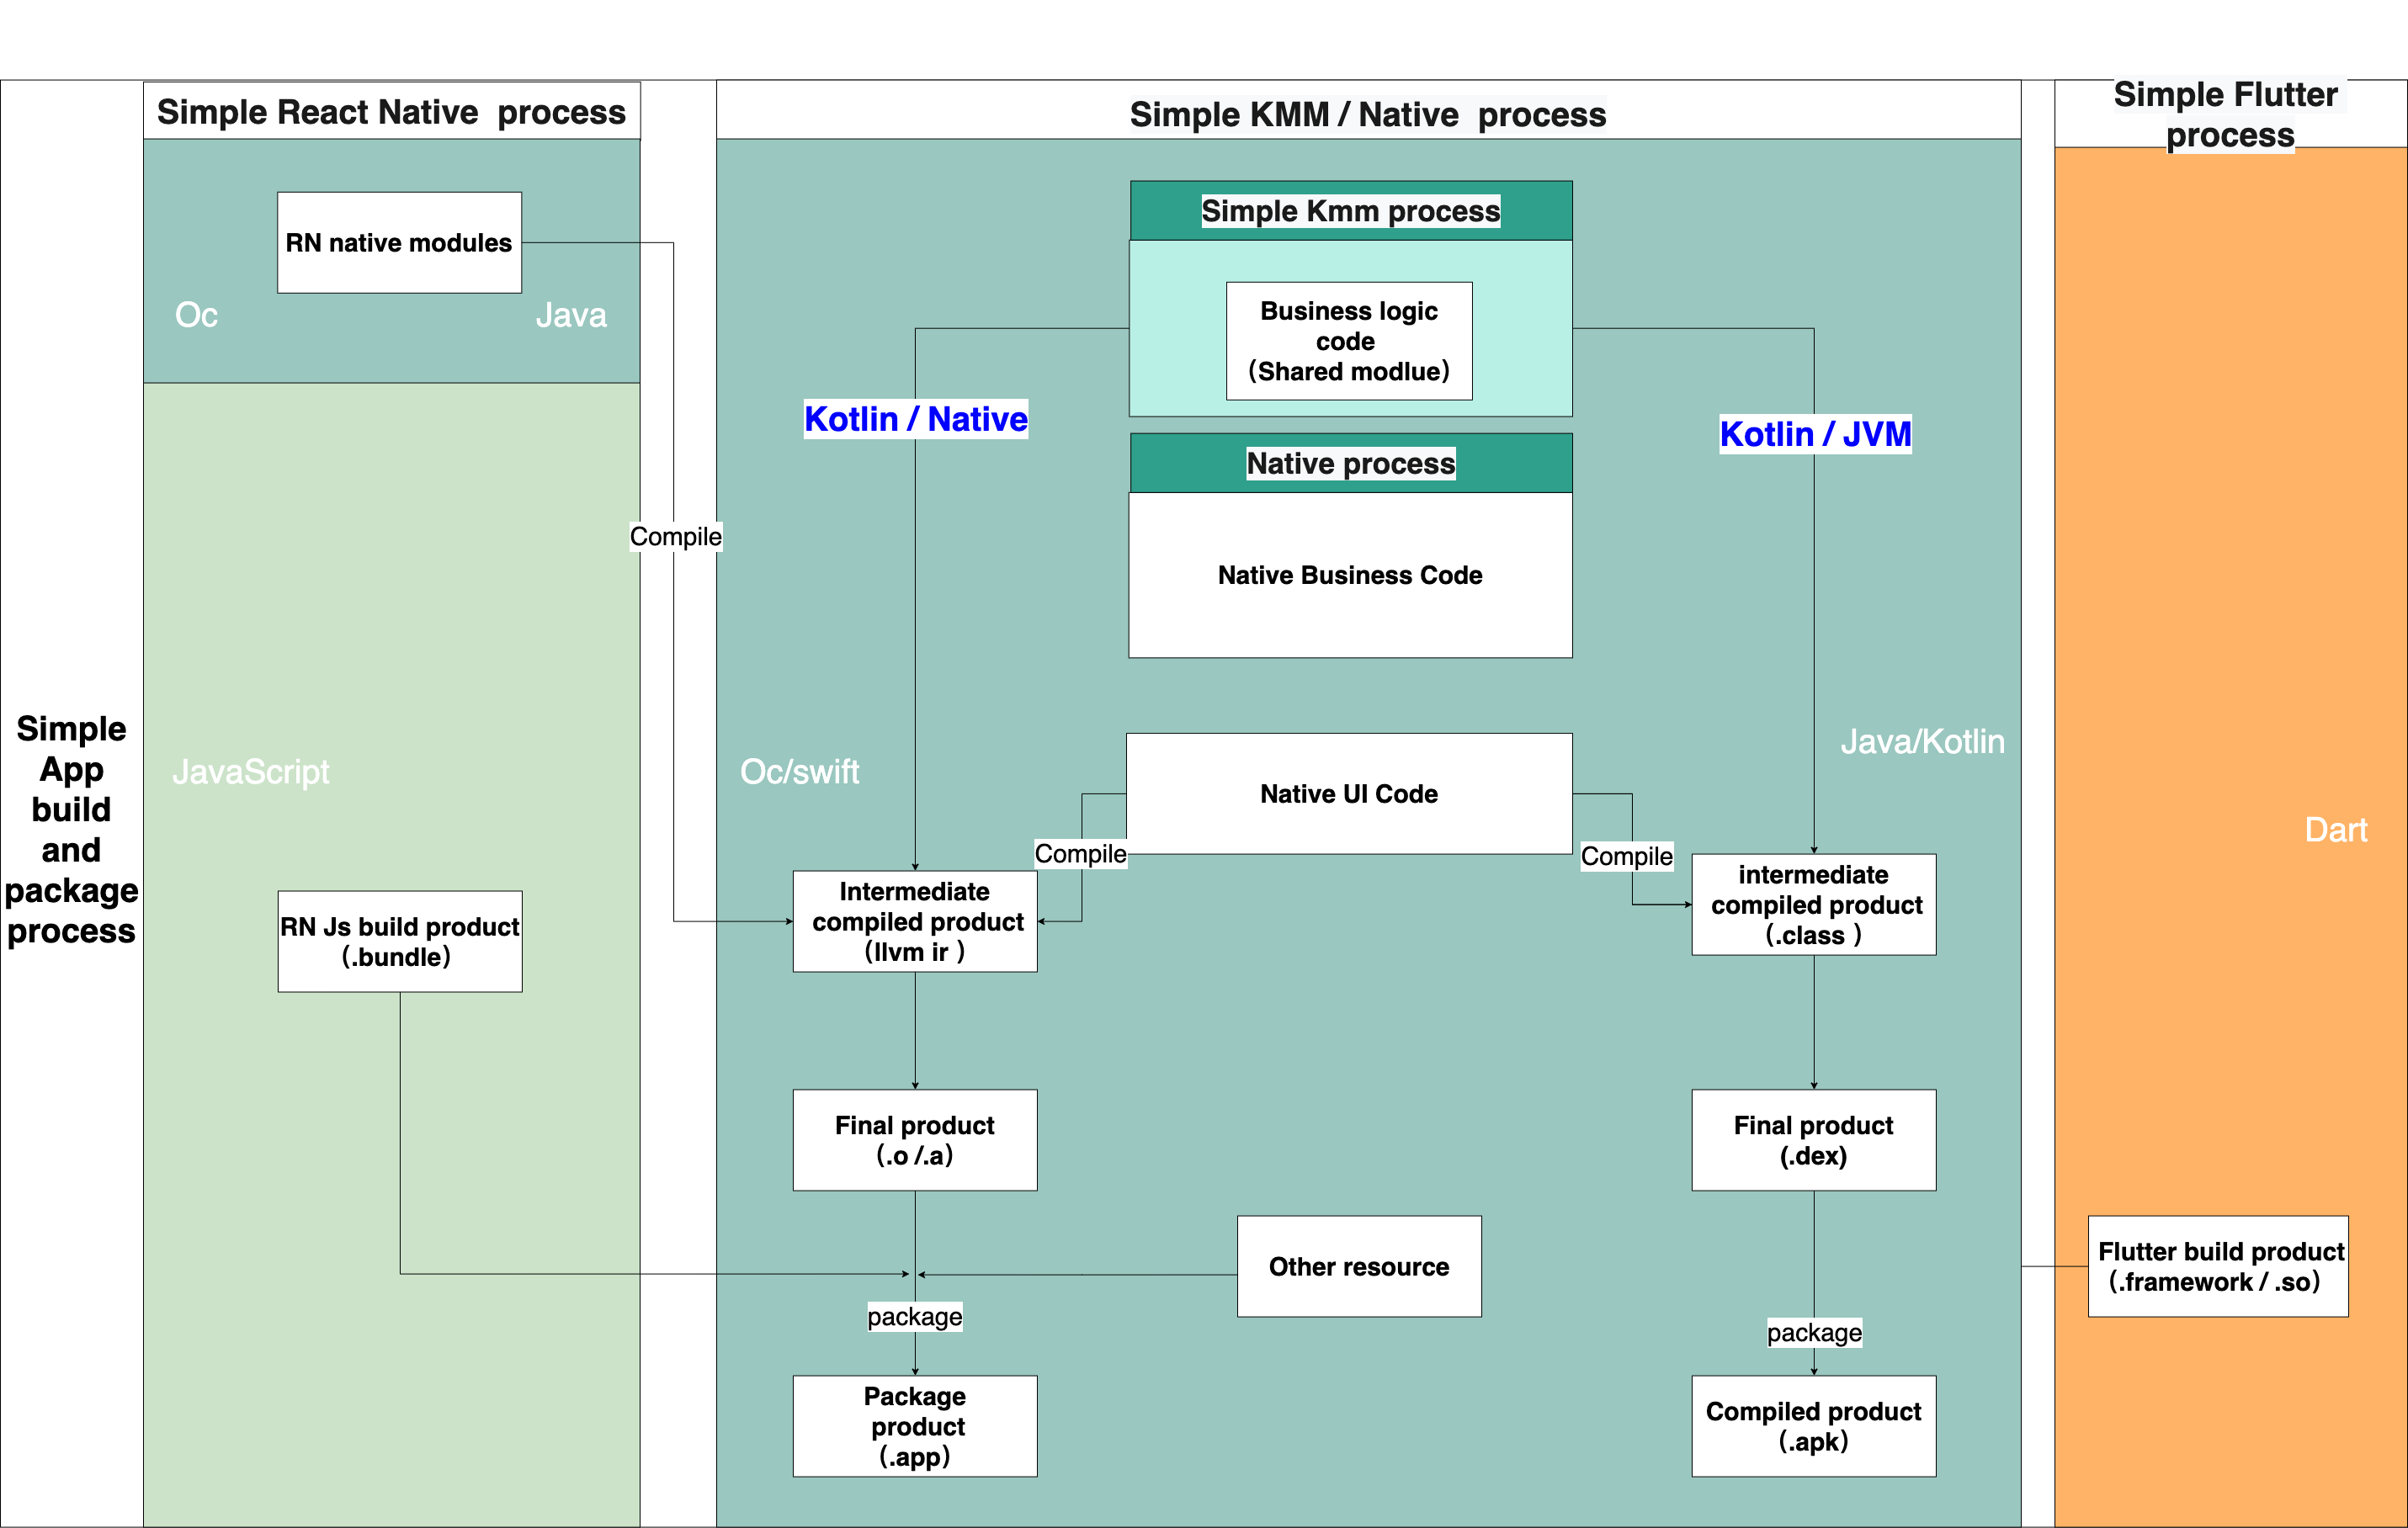 Simple React Native  process
Simple KMM / Native  process
Simple Flutter
process
Simple
App
build
and
package
process
RN native modules
Oc
Java
JavaScript
RN Js build product
（.bundle）
Compile
Simple Kmm process
Business logic
code
（Shared modlue）
Kotlin / Native
Kotlin / JVM
Native process
Native Business Code
Oc/swift
Java/Kotlin
Native UI Code
Compile
Compile
Intermediate
compiled product
（llvm ir ）
intermediate
compiled product
（.class ）
Final product
（.o /.a）
Final product
(.dex)
Other resource
package
package
Package
product
（.app）
Compiled product
（.apk）
Dart
Flutter build product
（.framework / .so）